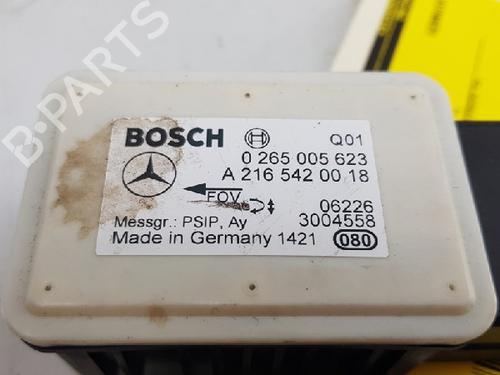 B-PARTS
BOSCH Q01
0 265 005 623
A 216 542 00 18
FOV
06226
Messgr.: PSIP, Ay 3004558
Made in Germany 1421 080